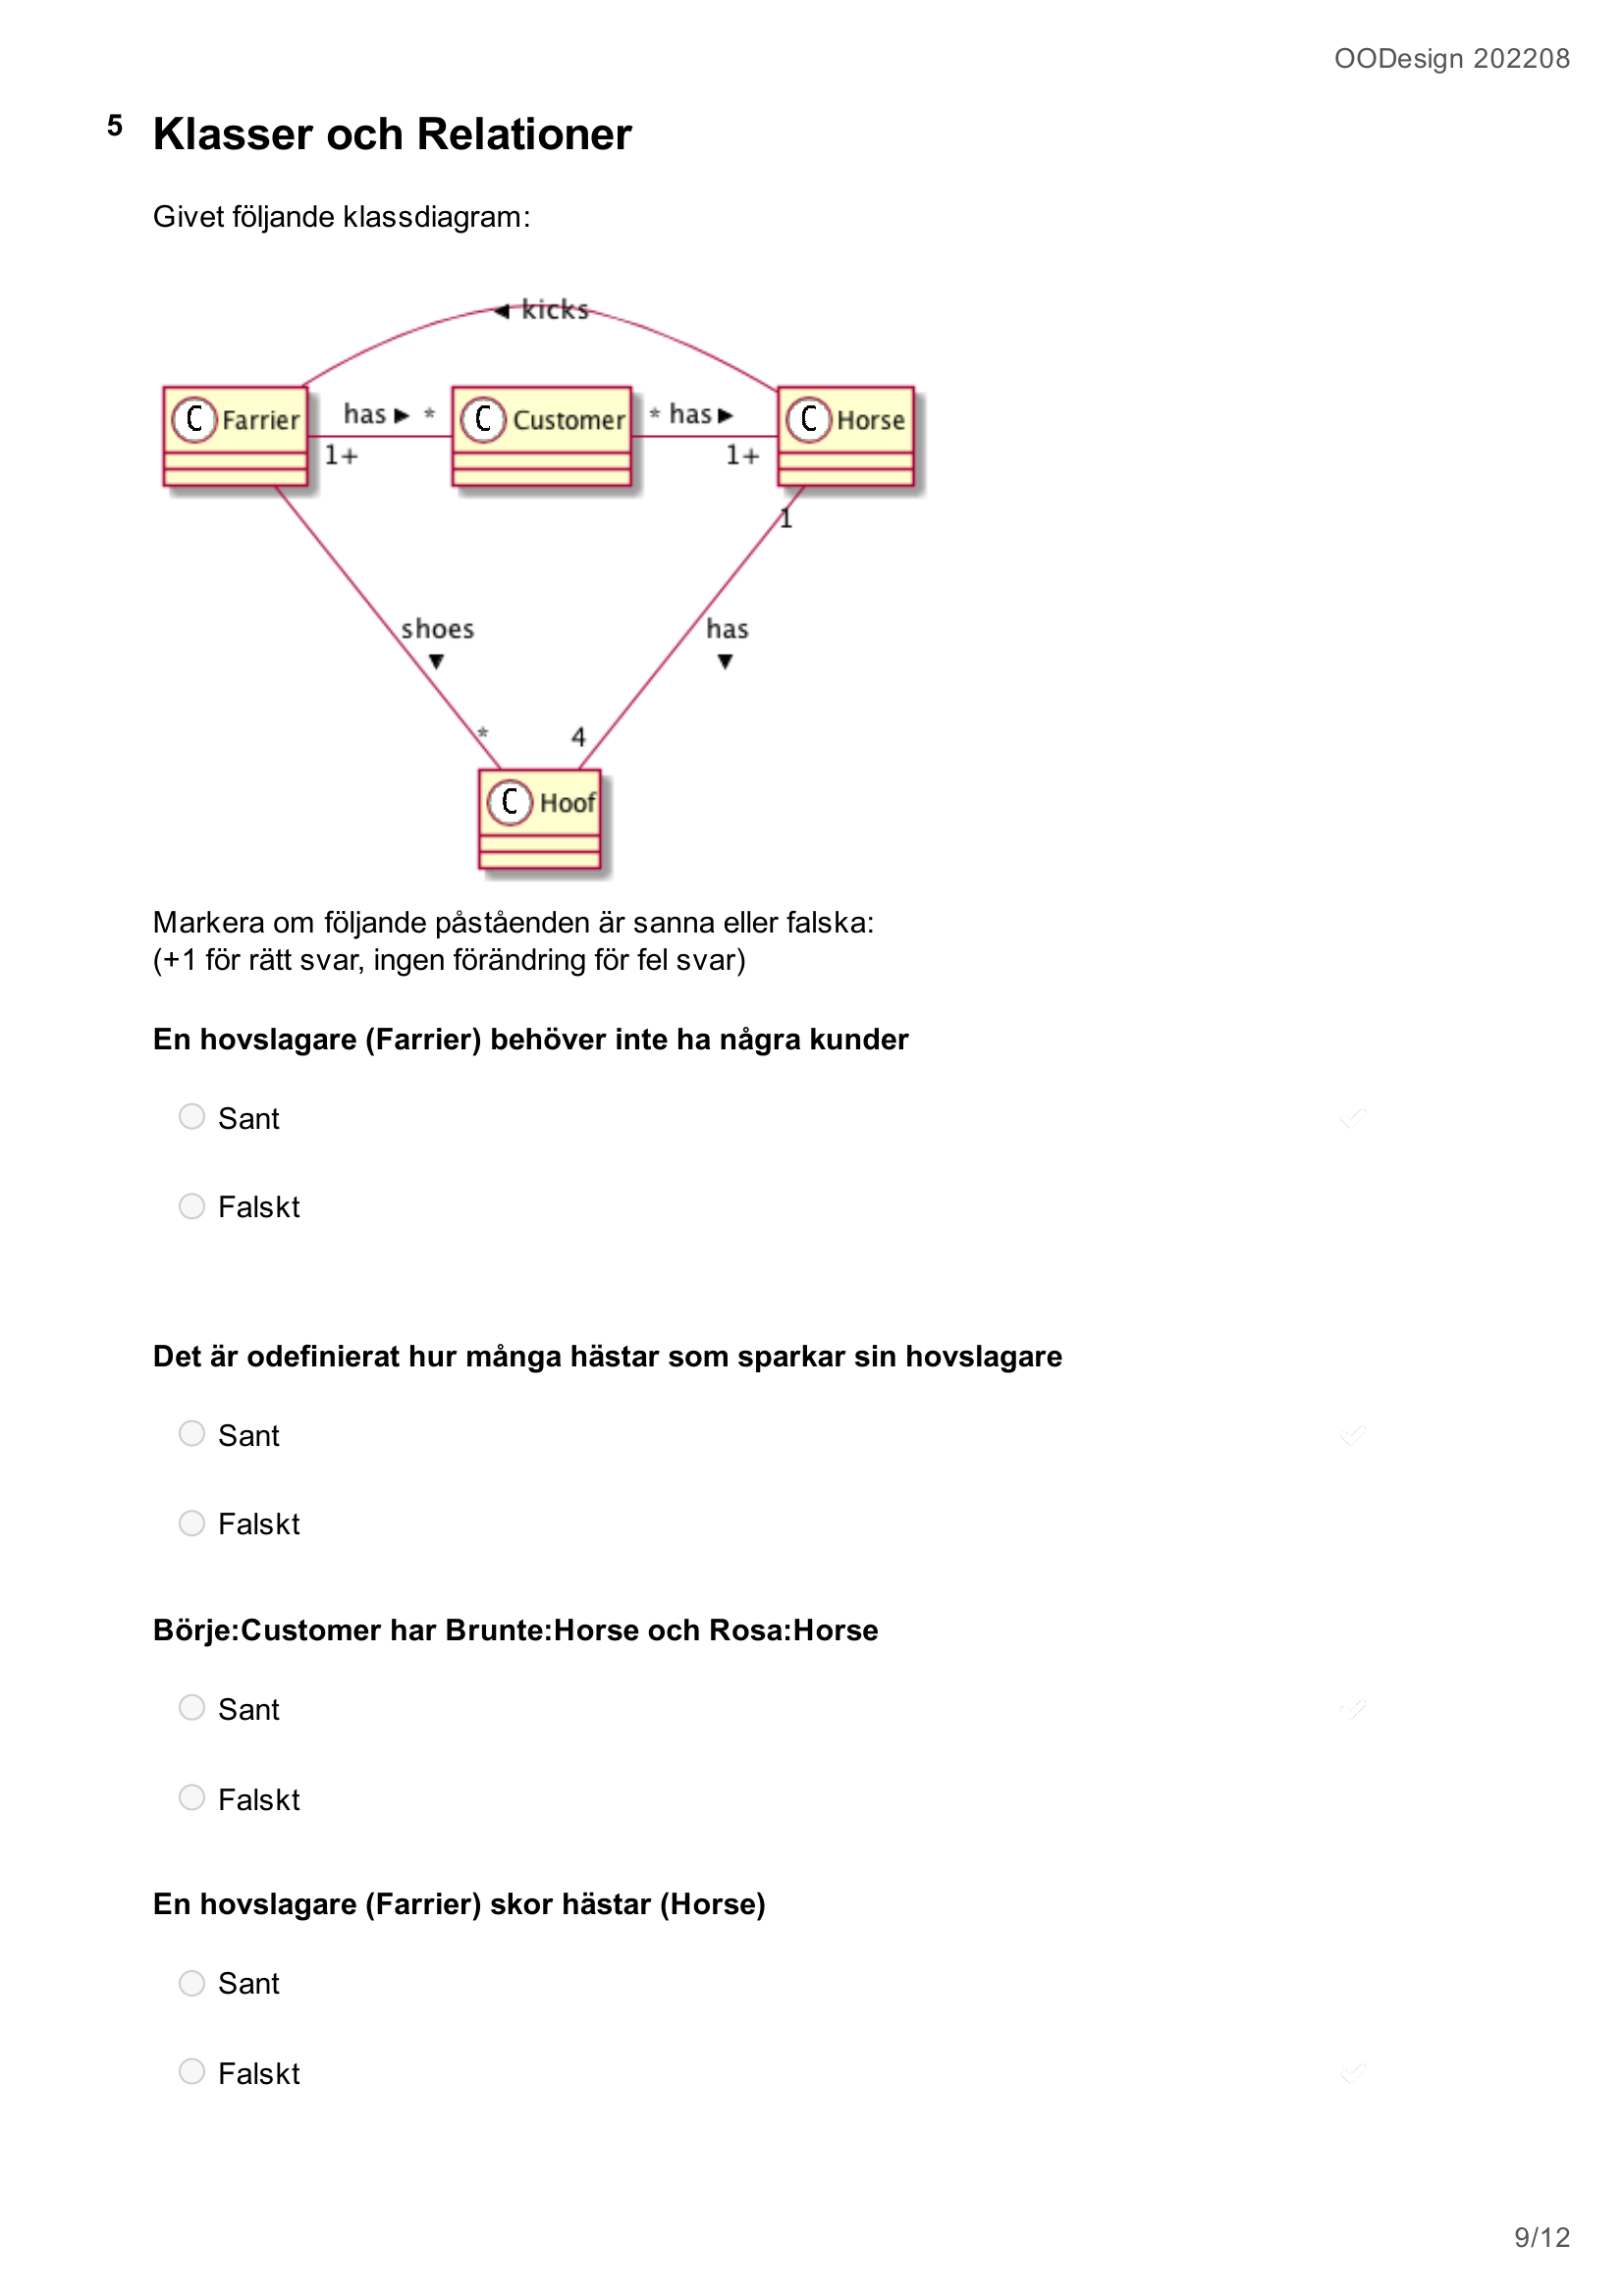 OODesign 202208
5 Klasser och Relationer
Givet följande klassdiagram:
◄ kicks
C Farrier
has ► *
1+
C Customer
* has ►
1+
C Horse
1
shoes
▼
has
▼
*
4
C Hoof
Markera om följande påståenden är sanna eller falska:
(+1 för rätt svar, ingen förändring för fel svar)
En hovslagare (Farrier) behöver inte ha några kunder
Sant
Falskt
Det är odefinierat hur många hästar som sparkar sin hovslagare
Sant
Falskt
Börje:Customer har Brunte:Horse och Rosa:Horse
Sant
Falskt
En hovslagare (Farrier) skor hästar (Horse)
Sant
Falskt
9/12